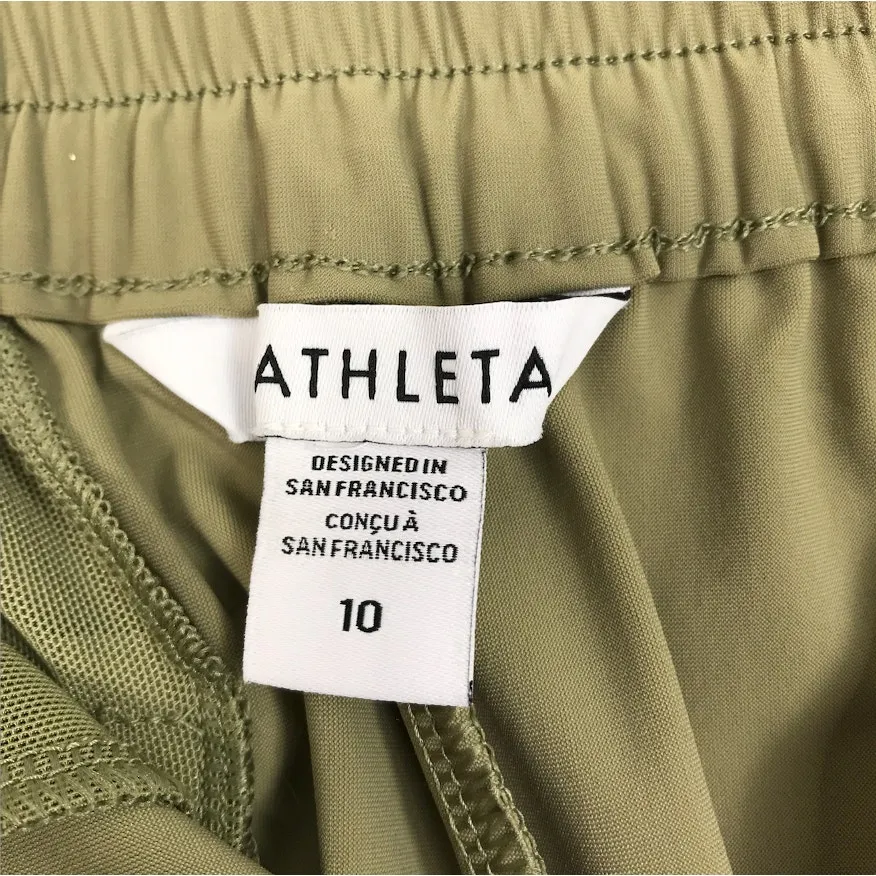 ATHLETA
DESIGNED IN
SAN FRANCISCO
CONÇU À
SAN FRANCISCO
10